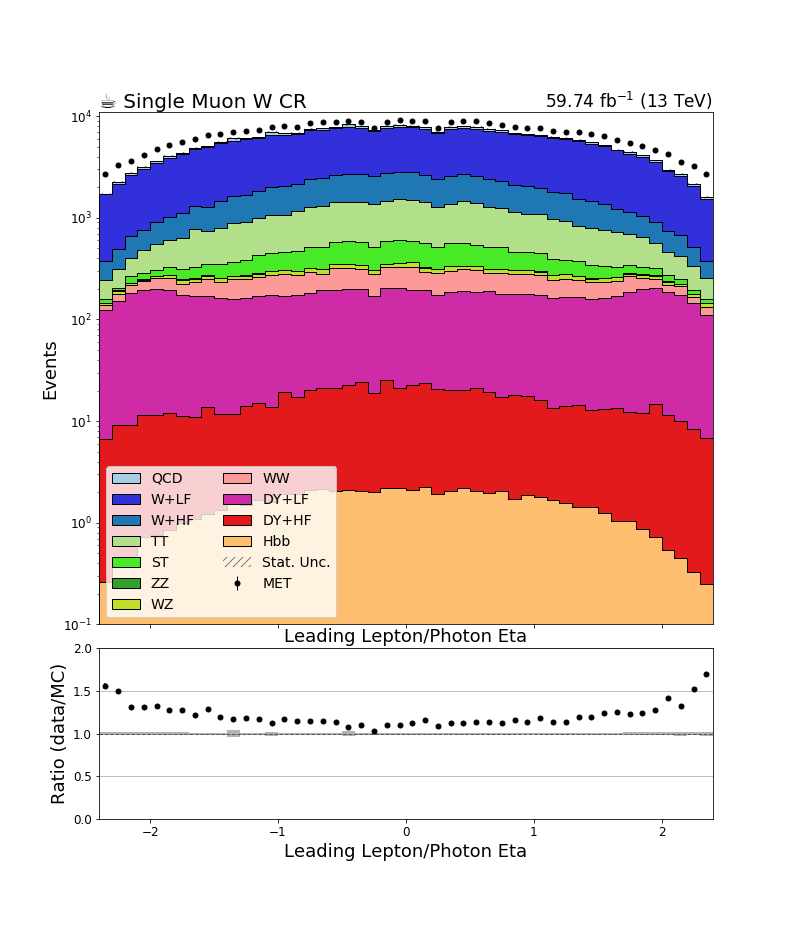 ☕ Single Muon W CR 59.74 fb⁻¹ (13 TeV)
10⁴
10³
10²
10¹
10⁰
10⁻¹
Events
QCD WW
W+LF DY+LF
W+HF DY+HF
TT Hbb
ST Stat. Unc.
ZZ MET
WZ
Leading Lepton/Photon Eta
2.0
1.5
1.0
0.5
0.0
Ratio (data/MC)
−2 −1 0 1 2
Leading Lepton/Photon Eta